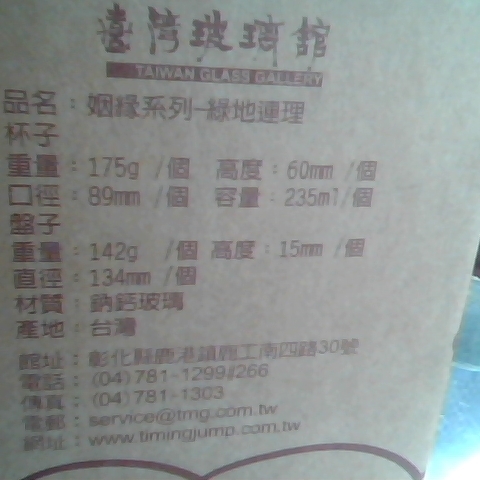 臺灣玻璃館
TAIWAN GLASS GALLERY
品名：姻緣系列-綠地連理
杯子
重量：175g /個 高度：60mm /個
口徑：89mm /個 容量：235ml/個
盤子
重量：142g /個 高度：15mm /個
直徑：134mm /個
材質：鈉鈣玻璃
產地：台灣
館址：彰化縣鹿港鎮鹿工南四路30號
電話：(04)781-1299#266
傳真：(04)781-1303
電郵：service@tmg.com.tw
網址：www.timingjump.com.tw